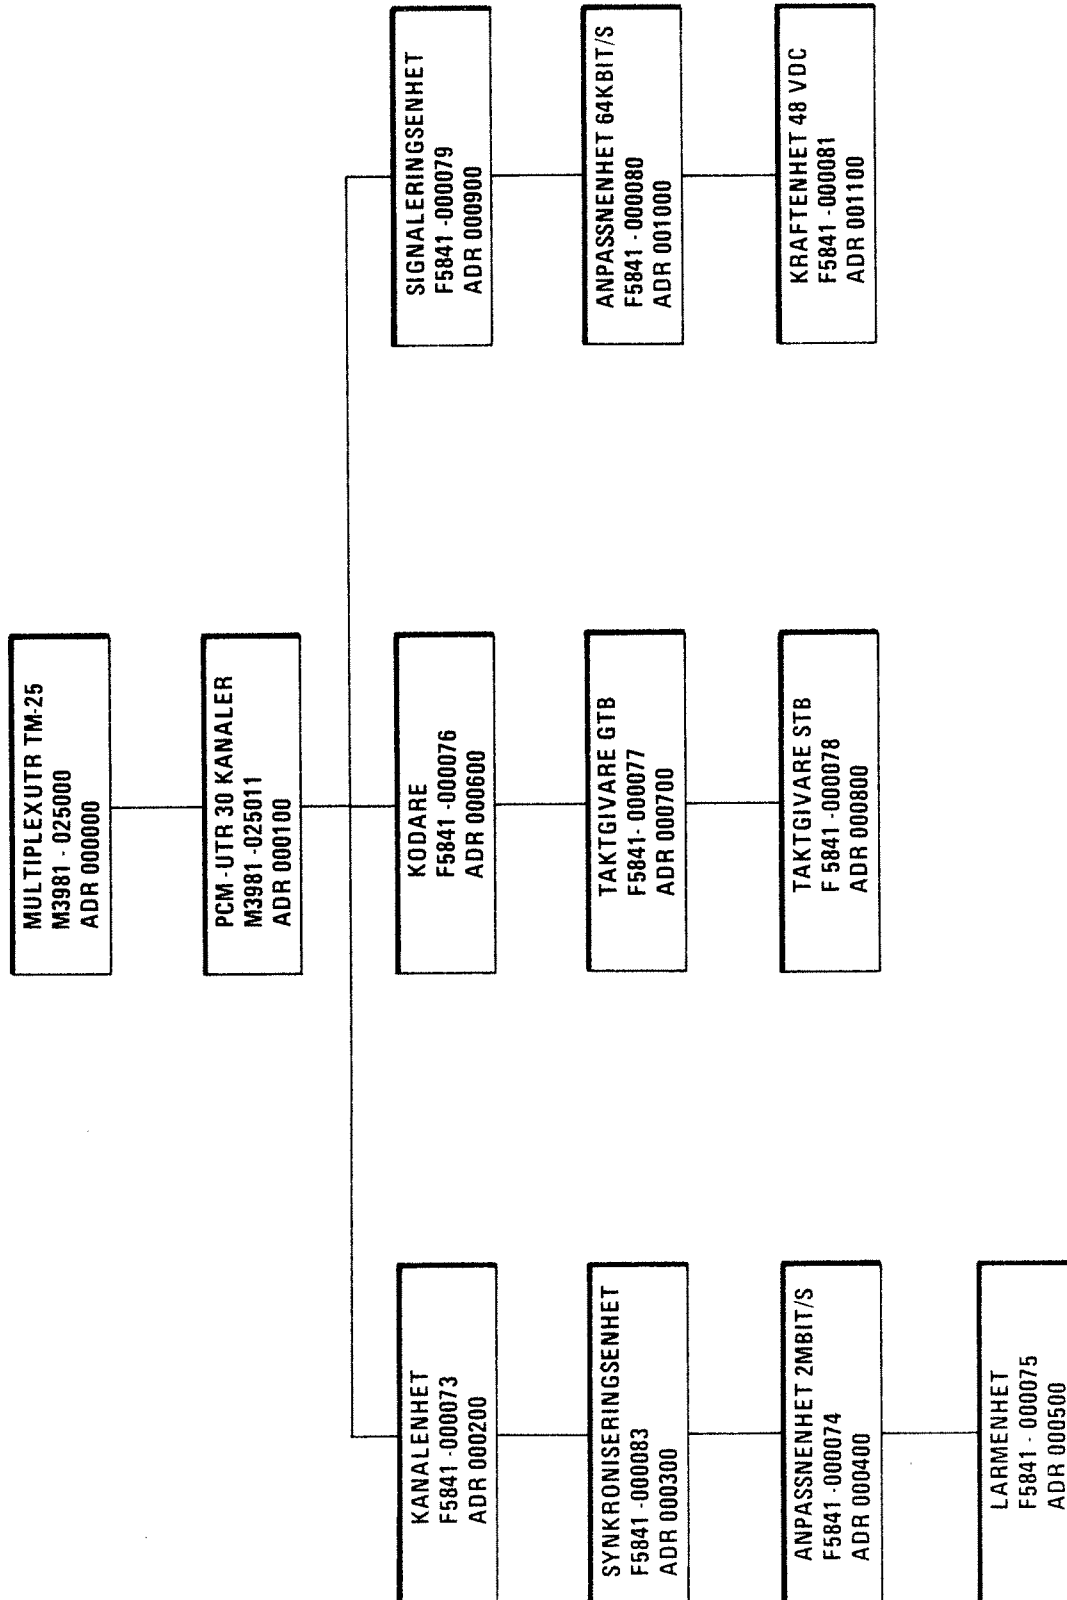 MULTIPLEXUTR TM-25
M3981 - 025000
ADR 000000
PCM -UTR 30 KANALER
M3981 -025011
ADR 000100
KANALENHET
F5841 -000073
ADR 000200
SYNKRONISERINGSENHET
F5841 -000083
ADR 000300
ANPASSNENHET 2MBIT/S
F5841 -000074
ADR 000400
LARMENHET
F5841 - 000075
ADR 000500
KODARE
F5841 -000076
ADR 000600
TAKTGIVARE GTB
F5841- 000077
ADR 000700
TAKTGIVARE STB
F 5841 -000078
ADR 000800
SIGNALERINGSENHET
F5841 -000079
ADR 000900
ANPASSNENHET 64KBIT/S
F5841 - 000080
ADR 001000
KRAFTENHET 48 VDC
F5841 -000081
ADR 001100